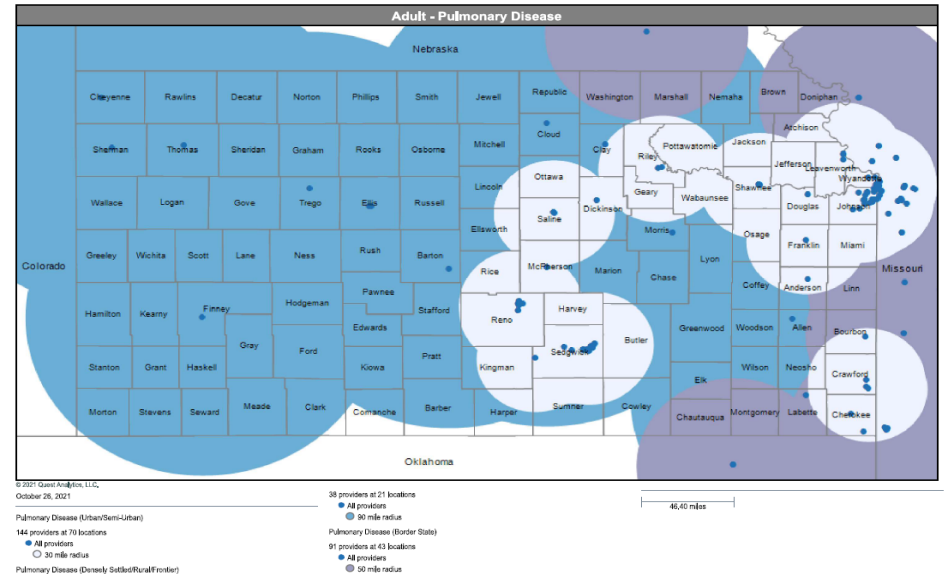 Adult - Pulmonary Disease
Nebraska
Cheyenne Rawlins Decatur Norton Phillips Smith Jewell Republic Washington Marshall Nemaha Brown Doniphan
Atchison
Sherman Thomas Sheridan Graham Rooks Osborne Mitchell Cloud Clay Riley Pottawatomie Jackson Jefferson Leavenworth
Wyandotte
Wallace Logan Gove Trego Ellis Russell Lincoln Ottawa Saline Dickinson Geary Wabaunsee Shawnee Douglas Johnson
Ellsworth Morris Osage Franklin Miami
Colorado Greeley Wichita Scott Lane Ness Rush Barton Rice McPherson Marion Chase Lyon Coffey Anderson Linn Missouri
Hamilton Kearny Finney Hodgeman Pawnee Stafford Reno Harvey
Gray Ford Edwards Sedgwick Butler Greenwood Woodson Allen Bourbon
Stanton Grant Haskell Kiowa Pratt Kingman Elk Wilson Neosho Crawford
Morton Stevens Seward Meade Clark Comanche Barber Harper Sumner Cowley Chautauqua Montgomery Labette Cherokee
Oklahoma
© 2021 Quest Analytics, LLC.
October 26, 2021
Pulmonary Disease (Urban/Semi-Urban)
144 providers at 70 locations
All providers
30 mile radius
Pulmonary Disease (Densely Settled/Rural/Frontier)
38 providers at 21 locations
All providers
90 mile radius
Pulmonary Disease (Border State)
91 providers at 43 locations
All providers
50 mile radius
46.40 miles